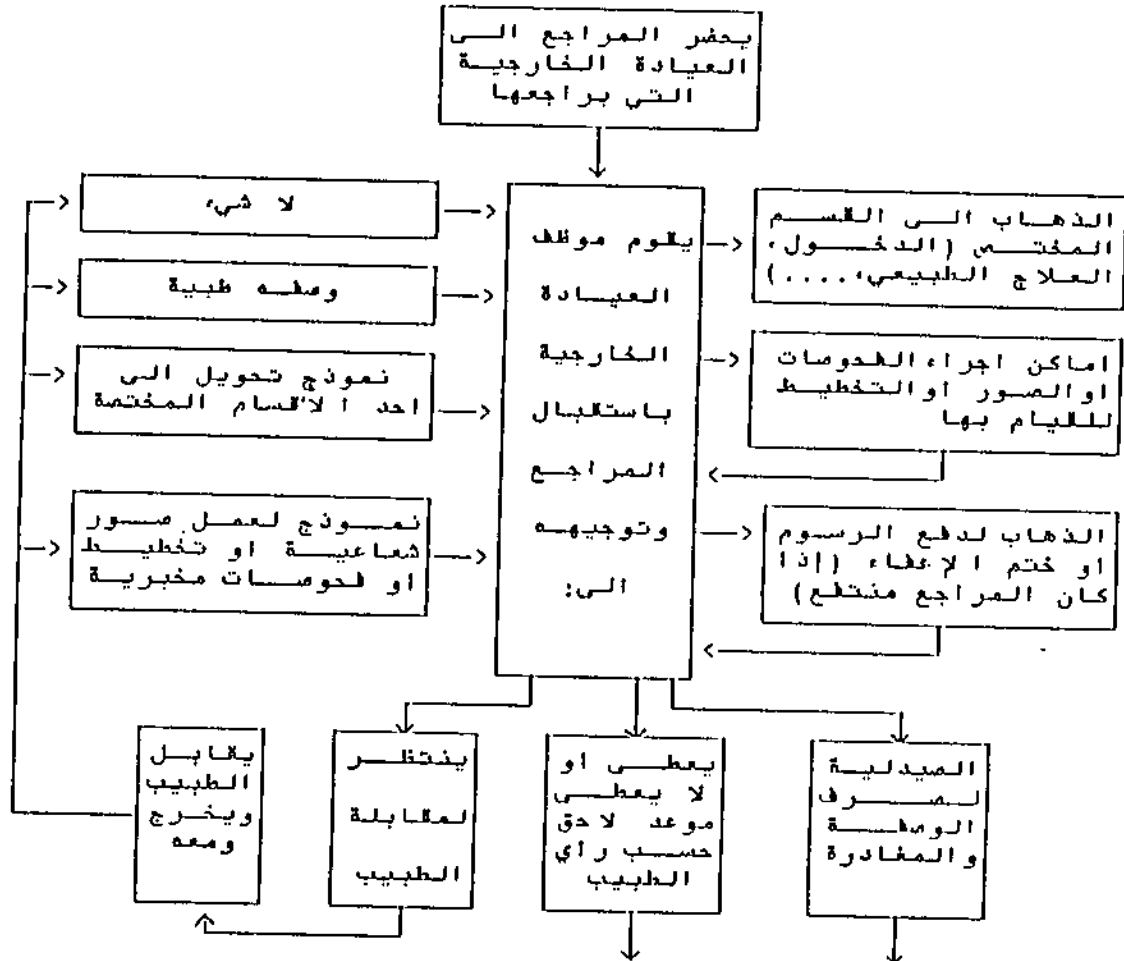 يحضر المراجع الى
العيادة الخارجية
التي يراجعها
لا شيء
وصفه طبية
نموذج تحويل الى
احد الأقسام المختصة
نموذج لعمل صور
شعاعية او تخطيط
او فحوصات مخبرية
يقوم موظف
العيادة
الخارجية
باستقبال
المراجع
وتوجيهه
الى:
الذهاب الى القسم
المختص (الدخول،
العلاج الطبيعي،....)
اماكن اجراء الفحوصات
او الصور او التخطيط
للقيام بها
الذهاب لدفع الرسوم
او ختم الإعفاء (إذا
كان المراجع منتفع)
يقابل
الطبيب
ويخرج
ومعه
ينتظر
لمقابلة
الطبيب
يعطى او
لا يعطى
موعد لاحق
حسب رأي
الطبيب
الصيدلية
لصرف
الوصفة
والمغادرة